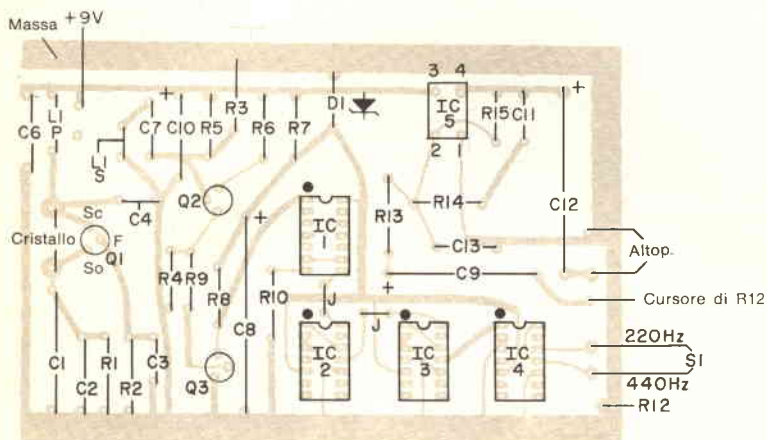 Massa +9V
3 4
C6 L1 P L1 S C7 C10 R5 R3 R6 R7 D1 IC 5 R15 C11
+ +
2 1
Sc C4 Q2 + IC 1 R13 R14 C12
Cristallo F Q1 C13 Altop.
So R4 R9 R8 C8 R10 + C9
J J Cursore di R12
C1 C2 R1 R2 C3 Q3 IC 2 IC 3 IC 4 220Hz
S1
440Hz
R12